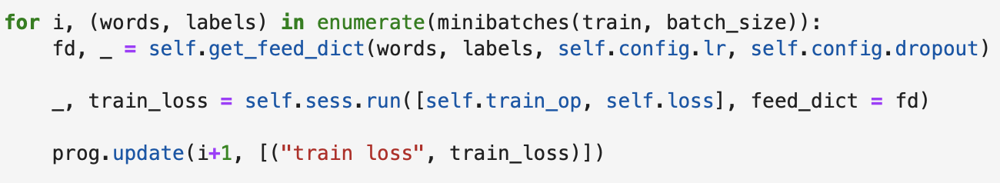 for i, (words, labels) in enumerate(minibatches(train, batch_size)):
    fd, _ = self.get_feed_dict(words, labels, self.config.lr, self.config.dropout)
    _, train_loss = self.sess.run([self.train_op, self.loss], feed_dict = fd)
    prog.update(i+1, [("train loss", train_loss)])